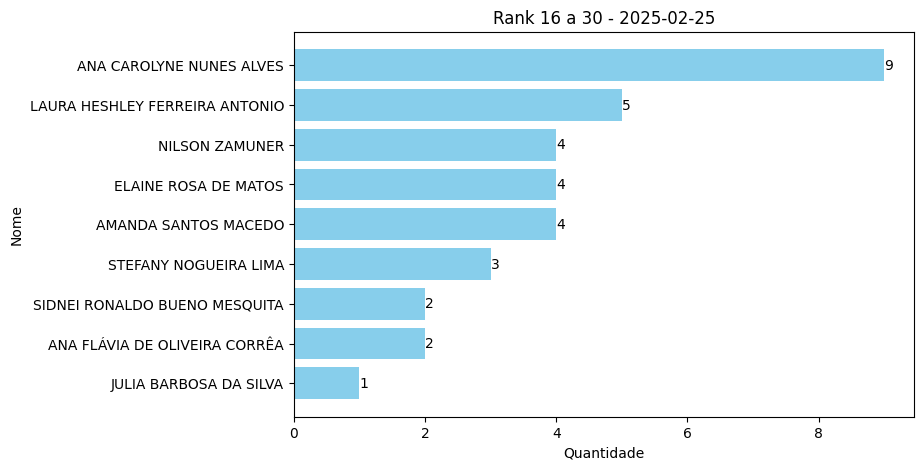 Rank 16 a 30 - 2025-02-25
Nome
ANA CAROLYNE NUNES ALVES 9
LAURA HESHLEY FERREIRA ANTONIO 5
NILSON ZAMUNER 4
ELAINE ROSA DE MATOS 4
AMANDA SANTOS MACEDO 4
STEFANY NOGUEIRA LIMA 3
SIDNEI RONALDO BUENO MESQUITA 2
ANA FLÁVIA DE OLIVEIRA CORRÊA 2
JULIA BARBOSA DA SILVA 1
0 2 4 6 8
Quantidade